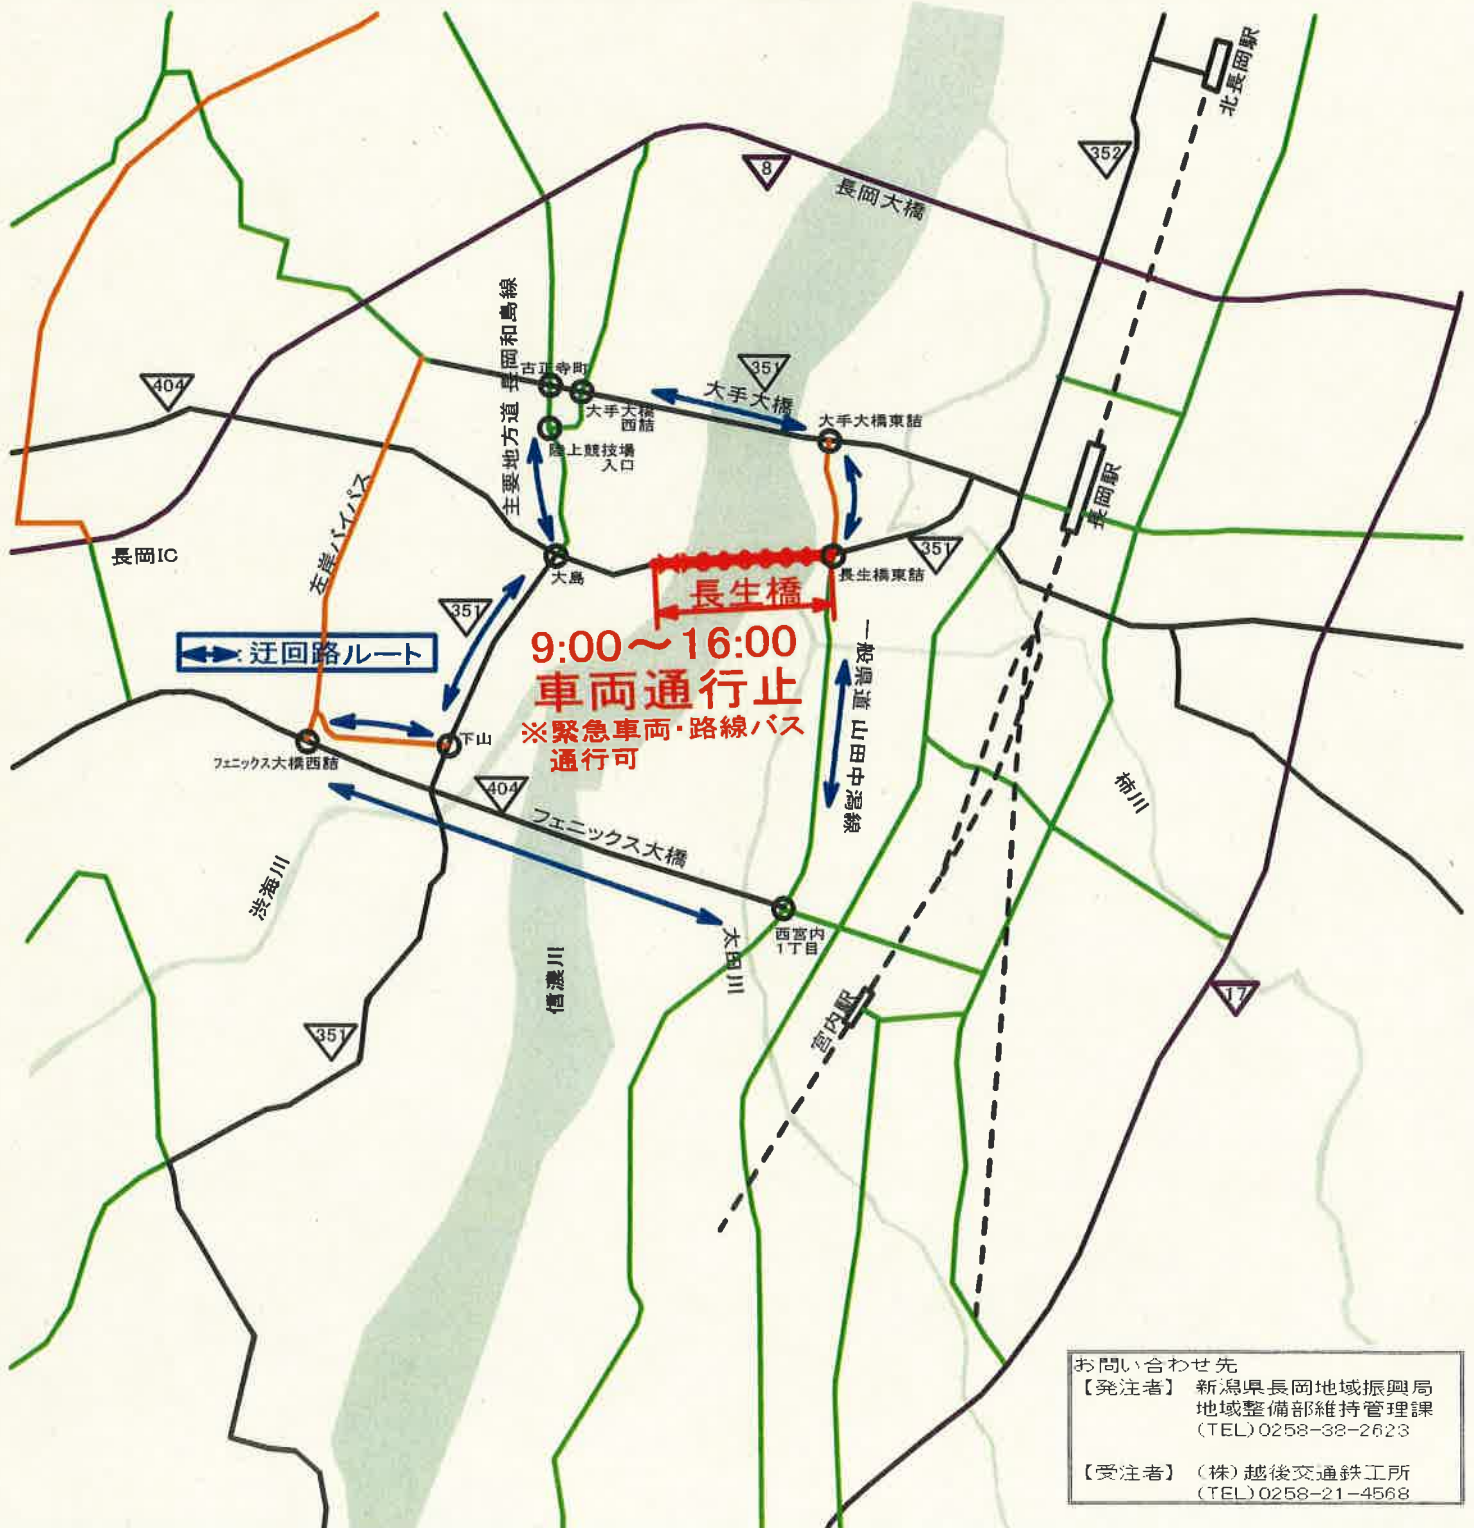 北長岡駅
352
8
長岡大橋
主要地方道 長岡和島線
古正寺町
351
大手大橋
404
大手大橋
西詰
大手大橋東詰
陸上競技場
入口
長岡駅
左岸バイパス
長岡IC
大島
351
長生橋東詰
長生橋
351
:迂回路ルート
9:00～16:00
車両通行止
※緊急車両・路線バス
通行可
一般県道 山田中潟線
下山
フェニックス大橋西詰
404
フェニックス大橋
柿川
渋海川
西宮内
1丁目
太田川
信濃川
宮内駅
17
351
お問い合わせ先
【発注者】 新潟県長岡地域振興局
地域整備部維持管理課
(TEL)0258-38-2623
【受注者】 (株)越後交通鉄工所
(TEL)0258-21-4568